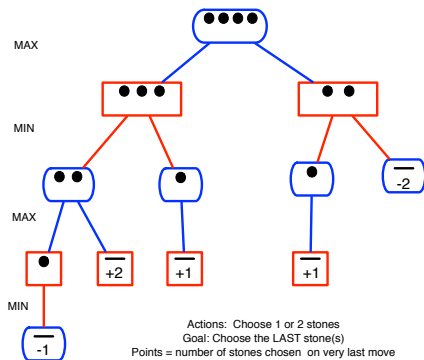 MAX
MIN
-2
MAX
+2
+1
+1
MIN
-1
Actions: Choose 1 or 2 stones
Goal: Choose the LAST stone(s)
Points = number of stones chosen on very last move